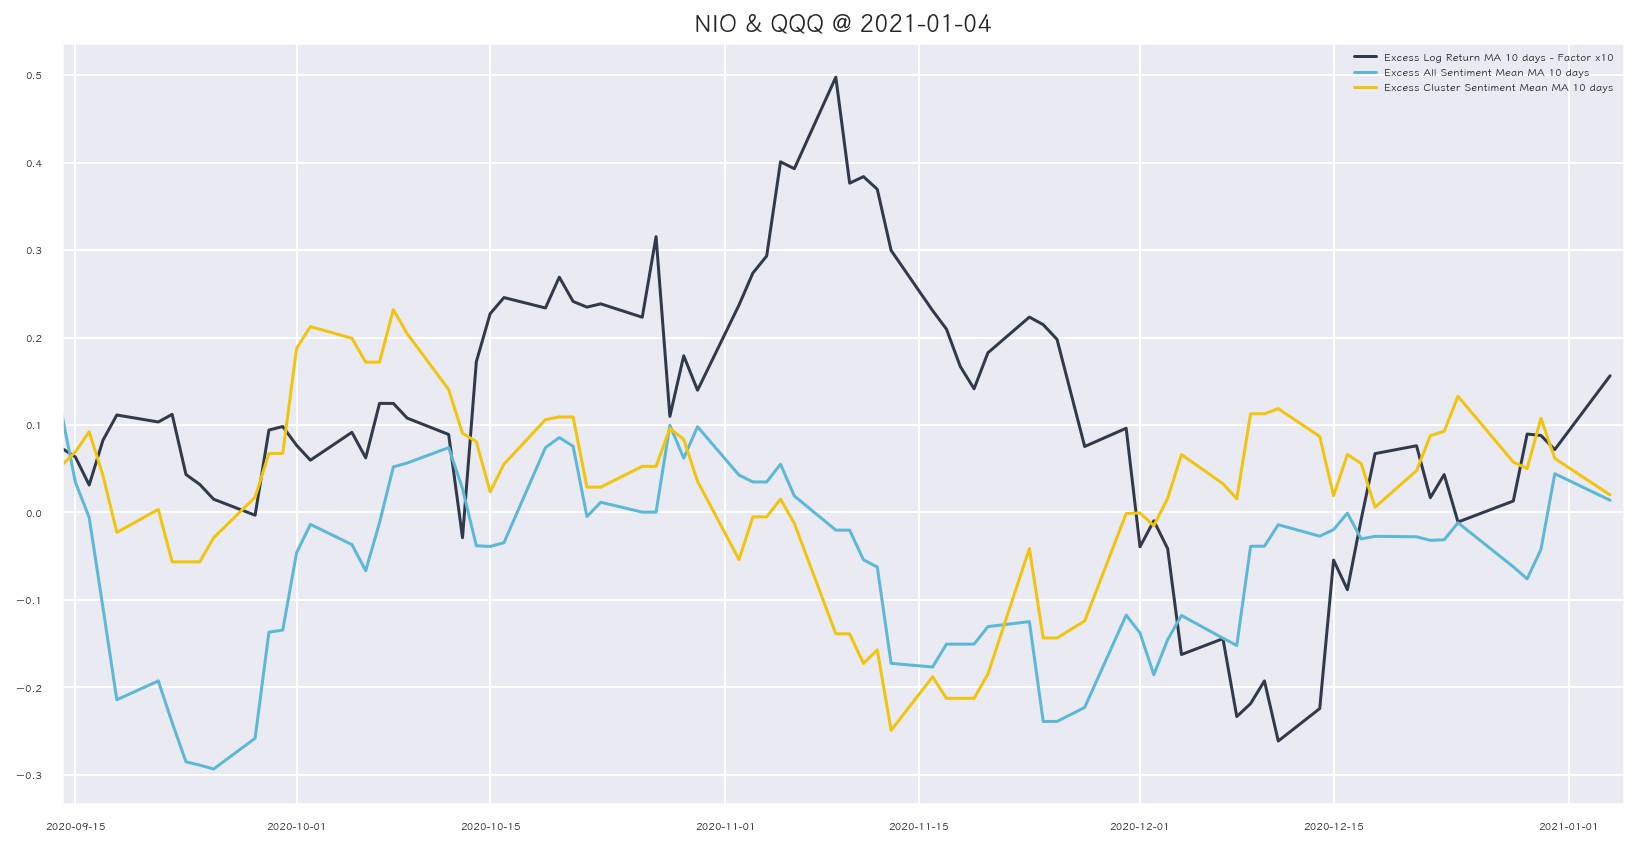 NIO & QQQ @ 2021-01-04
Excess Log Return MA 10 days - Factor x10
Excess All Sentiment Mean MA 10 days
Excess Cluster Sentiment Mean MA 10 days
0.5
0.4
0.3
0.2
0.1
0.0
−0.1
−0.2
−0.3
2020-09-15 2020-10-01 2020-10-15 2020-11-01 2020-11-15 2020-12-01 2020-12-15 2021-01-01